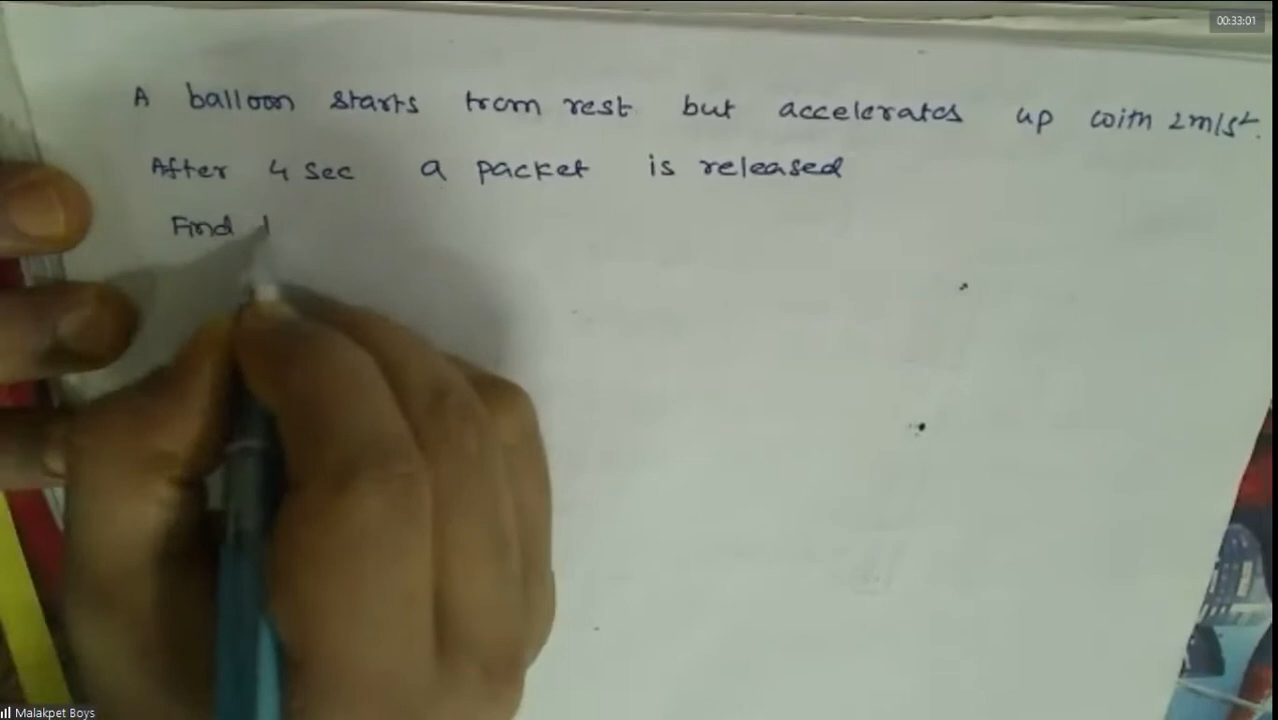 00:33:01
A balloon starts from rest but accelerates up with 2m/s².
After 4 sec a packet is released
Find
Malakpet Boys